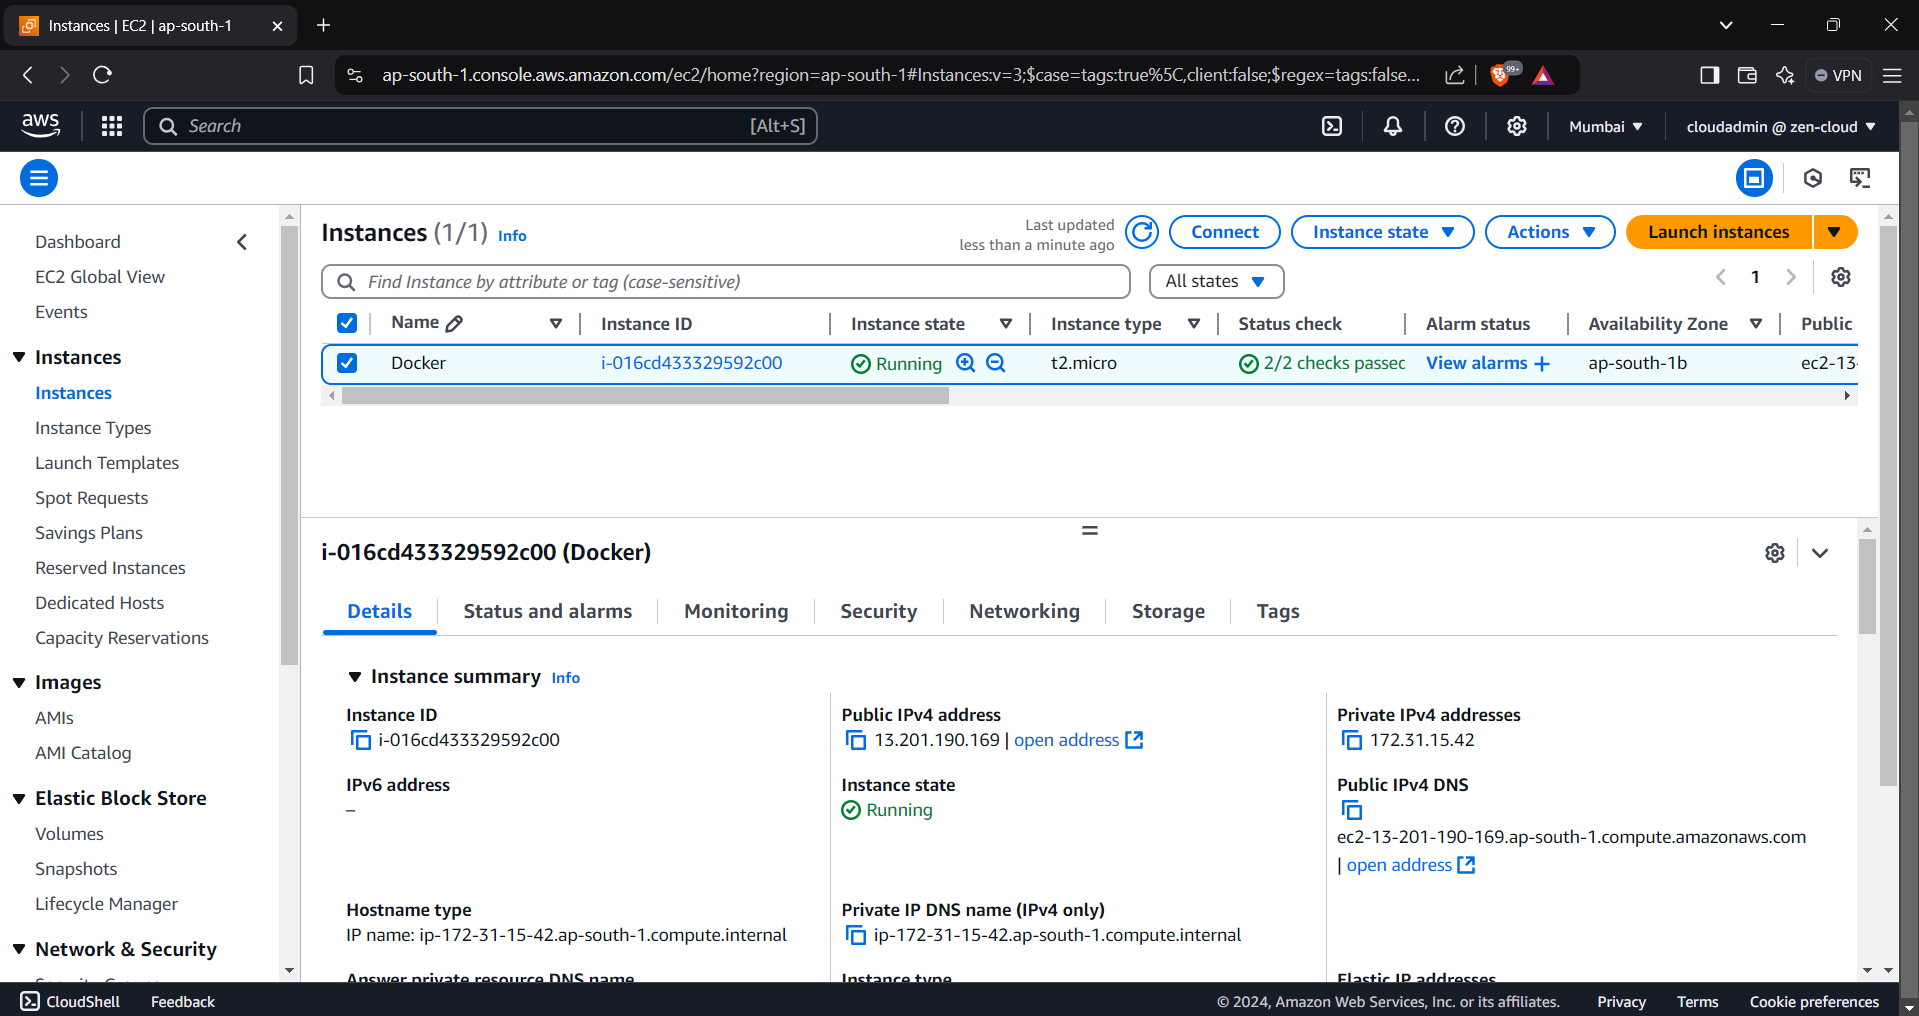 Instances | EC2 | ap-south-1
ap-south-1.console.aws.amazon.com/ec2/home?region=ap-south-1#Instances:v=3;$case=tags:true%5C,client:false;$regex=tags:false...
99+
VPN
aws
Search
[Alt+S]
Mumbai
cloudadmin @ zen-cloud
Dashboard
EC2 Global View
Events
Instances
Instances
Instance Types
Launch Templates
Spot Requests
Savings Plans
Reserved Instances
Dedicated Hosts
Capacity Reservations
Images
AMIs
AMI Catalog
Elastic Block Store
Volumes
Snapshots
Lifecycle Manager
Network & Security
Instances (1/1) Info
Last updated
less than a minute ago
Connect
Instance state
Actions
Launch instances
Find Instance by attribute or tag (case-sensitive)
All states
1
Name Instance ID Instance state Instance type Status check Alarm status Availability Zone Public
Docker i-016cd433329592c00 Running t2.micro 2/2 checks passec View alarms + ap-south-1b ec2-13-
i-016cd433329592c00 (Docker)
Details Status and alarms Monitoring Security Networking Storage Tags
Instance summary Info
Instance ID
i-016cd433329592c00
Public IPv4 address
13.201.190.169 | open address
Private IPv4 addresses
172.31.15.42
IPv6 address
–
Instance state
Running
Public IPv4 DNS
ec2-13-201-190-169.ap-south-1.compute.amazonaws.com
| open address
Hostname type
IP name: ip-172-31-15-42.ap-south-1.compute.internal
Private IP DNS name (IPv4 only)
ip-172-31-15-42.ap-south-1.compute.internal
Answer private resource DNS name
Instance type
Elastic IP addresses
CloudShell
Feedback
© 2024, Amazon Web Services, Inc. or its affiliates.
Privacy
Terms
Cookie preferences